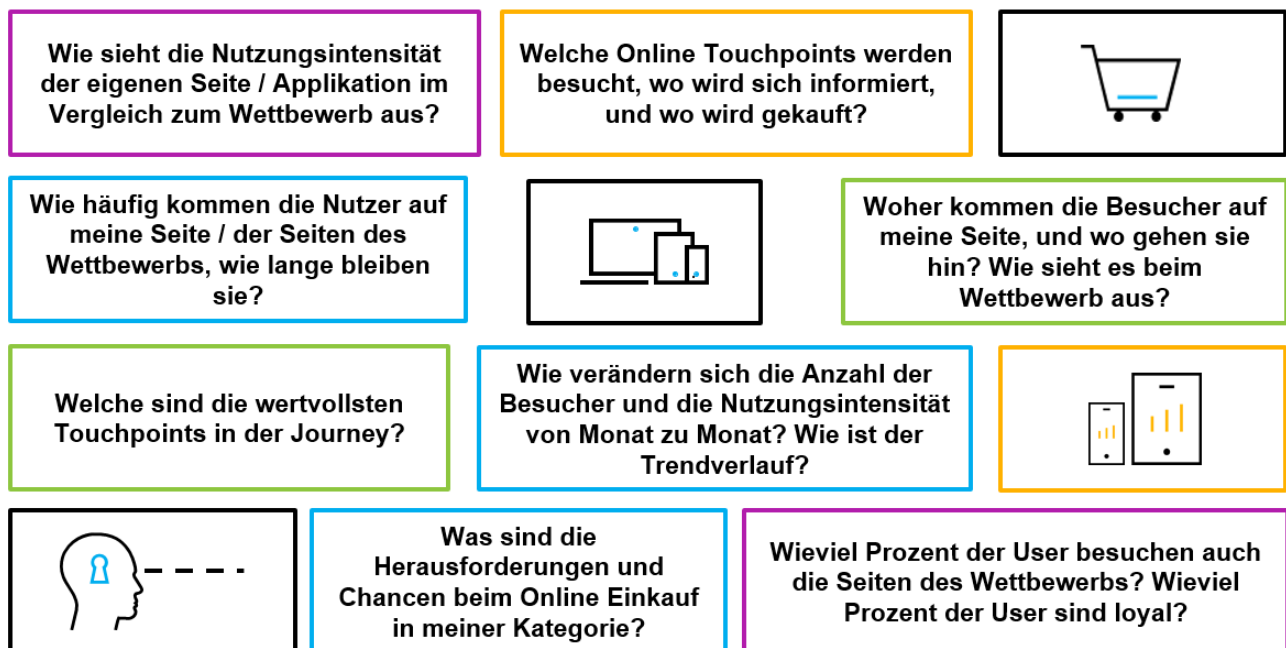 Wie sieht die Nutzungsintensität
der eigenen Seite / Applikation im
Vergleich zum Wettbewerb aus?
Welche Online Touchpoints werden
besucht, wo wird sich informiert,
und wo wird gekauft?
Wie häufig kommen die Nutzer auf
meine Seite / der Seiten des
Wettbewerbs, wie lange bleiben
sie?
Woher kommen die Besucher auf
meine Seite, und wo gehen sie
hin? Wie sieht es beim
Wettbewerb aus?
Welche sind die wertvollsten
Touchpoints in der Journey?
Wie verändern sich die Anzahl der
Besucher und die Nutzungsintensität
von Monat zu Monat? Wie ist der
Trendverlauf?
Was sind die
Herausforderungen und
Chancen beim Online Einkauf
in meiner Kategorie?
Wieviel Prozent der User besuchen auch
die Seiten des Wettbewerbs? Wieviel
Prozent der User sind loyal?